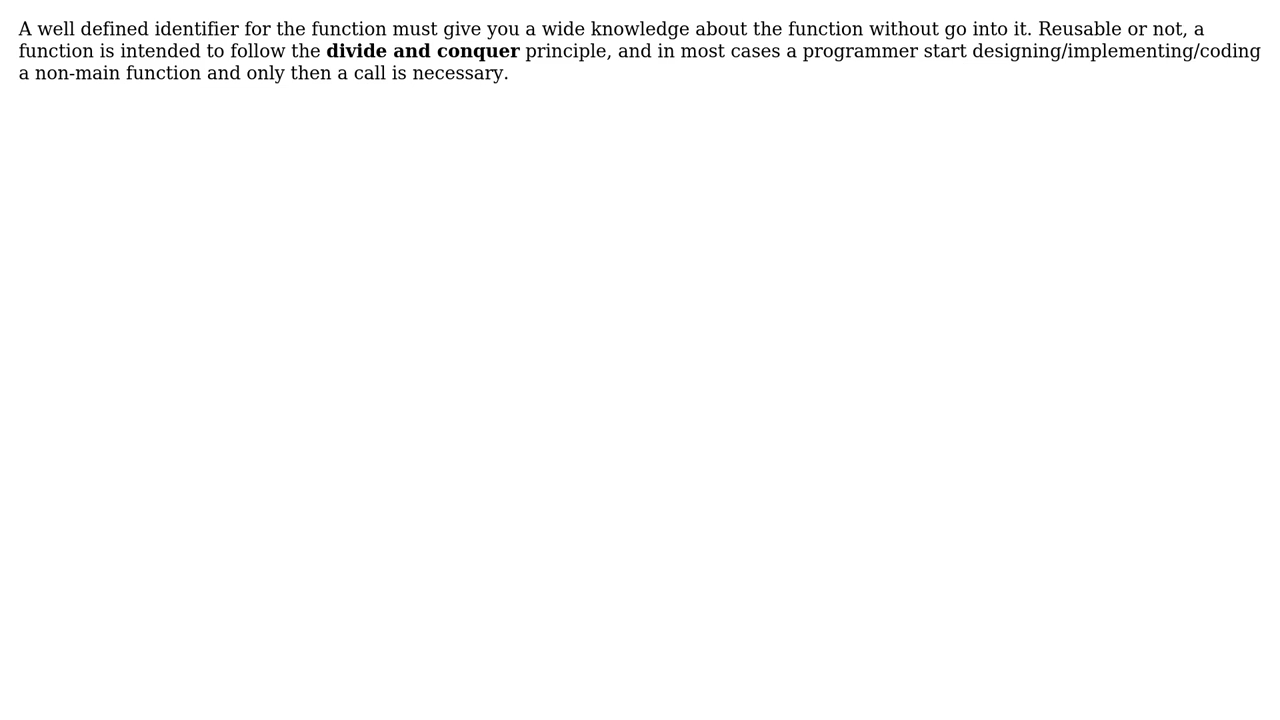 A well defined identifier for the function must give you a wide knowledge about the function without go into it. Reusable or not, a
function is intended to follow the divide and conquer principle, and in most cases a programmer start designing/implementing/coding
a non-main function and only then a call is necessary.